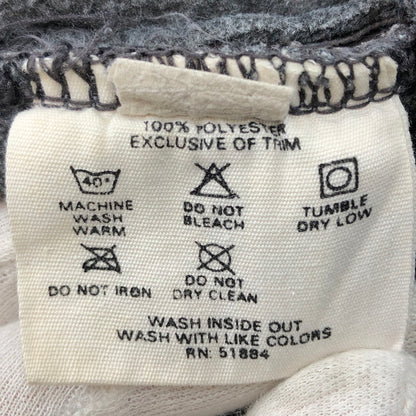 100% POLYESTER
EXCLUSIVE OF TRIM
40°
MACHINE WASH WARM
DO NOT BLEACH
TUMBLE DRY LOW
DO NOT IRON
DO NOT DRY CLEAN
WASH INSIDE OUT
WASH WITH LIKE COLORS
RN: 51884